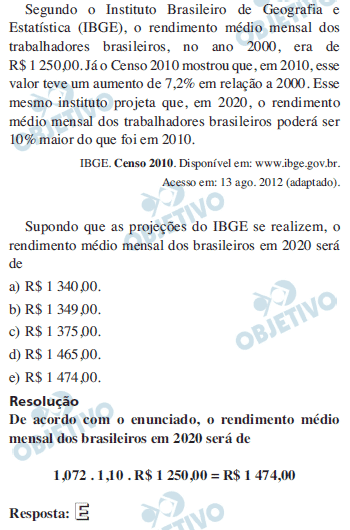 Segundo o Instituto Brasileiro de Geografia e
Estatística (IBGE), o rendimento médio mensal dos
trabalhadores brasileiros, no ano 2000, era de
R$ 1 250,00. Já o Censo 2010 mostrou que, em 2010, esse
valor teve um aumento de 7,2% em relação a 2000. Esse
mesmo instituto projeta que, em 2020, o rendimento
médio mensal dos trabalhadores brasileiros poderá ser
10% maior do que foi em 2010.
IBGE. Censo 2010. Disponível em: www.ibge.gov.br.
Acesso em: 13 ago. 2012 (adaptado).
Supondo que as projeções do IBGE se realizem, o
rendimento médio mensal dos brasileiros em 2020 será
de
a) R$ 1 340,00.
b) R$ 1 349,00.
c) R$ 1 375,00.
d) R$ 1 465,00.
e) R$ 1 474,00.
Resolução
De acordo com o enunciado, o rendimento médio
mensal dos brasileiros em 2020 será de
1,072 . 1,10 . R$ 1 250,00 = R$ 1 474,00
Resposta: E
OBJETIVO
OBJETIVO
OBJETIVO
OBJETIVO
OBJETIVO
OBJETIVO